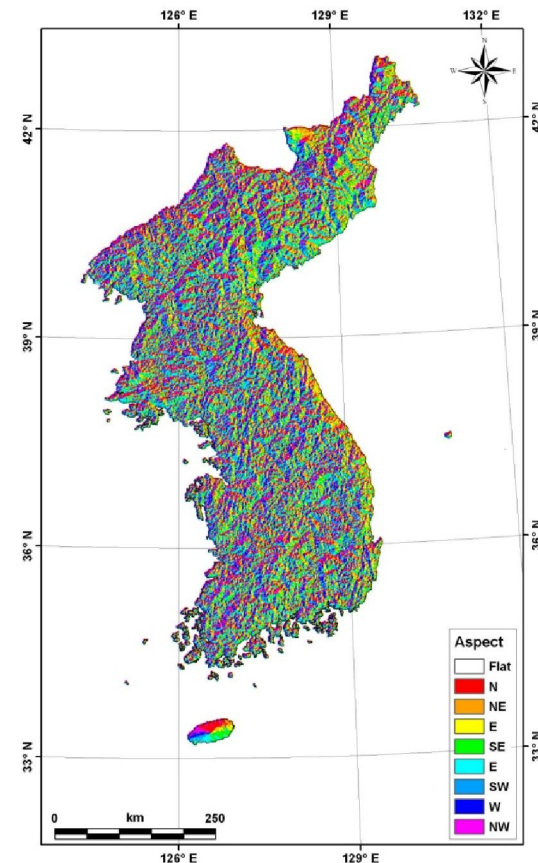 126° E 129° E 132° E
N
W E
S
42° N 42° N
39° N 39° N
36° N 36° N
33° N 33° N
Aspect
Flat
N
NE
E
SE
E
SW
W
NW
0 km 250
126° E 129° E